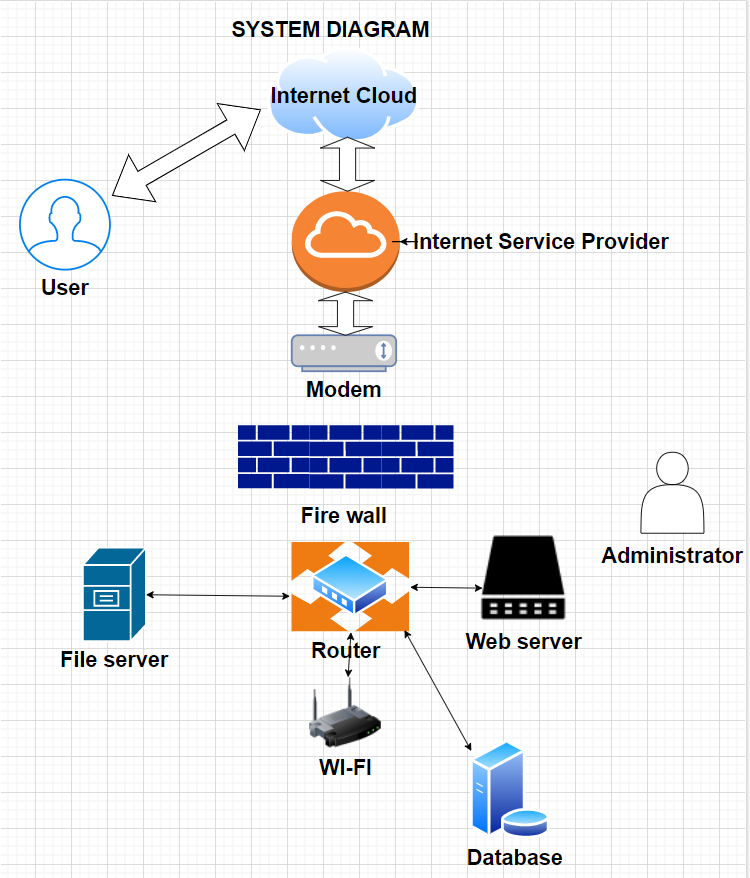 SYSTEM DIAGRAM
Internet Cloud
Internet Service Provider
User
Modem
Fire wall
Administrator
File server
Router
Web server
WI-FI
Database